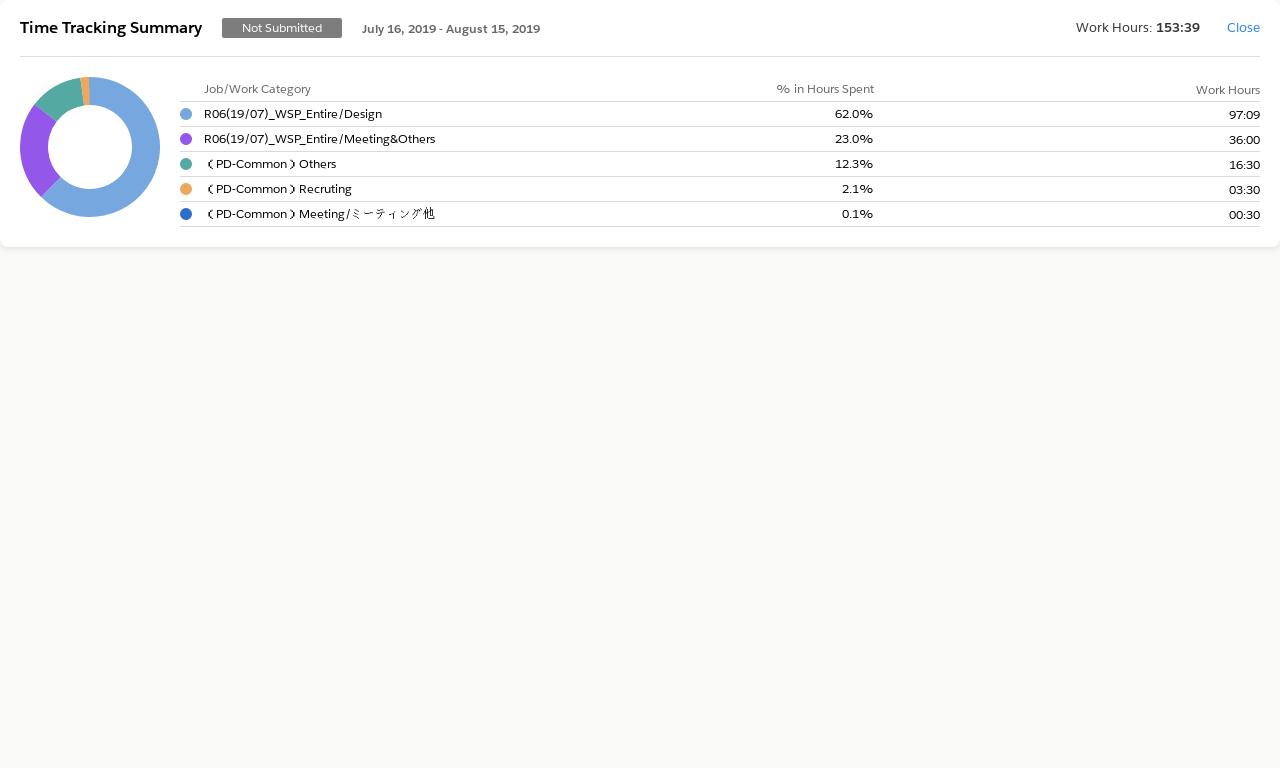 Time Tracking Summary Not Submitted July 16, 2019 - August 15, 2019 Work Hours: 153:39 Close
Job/Work Category % in Hours Spent Work Hours
R06(19/07)_WSP_Entire/Design 62.0% 97:09
R06(19/07)_WSP_Entire/Meeting&Others 23.0% 36:00
（PD-Common）Others 12.3% 16:30
（PD-Common）Recruting 2.1% 03:30
（PD-Common）Meeting/ミーティング他 0.1% 00:30